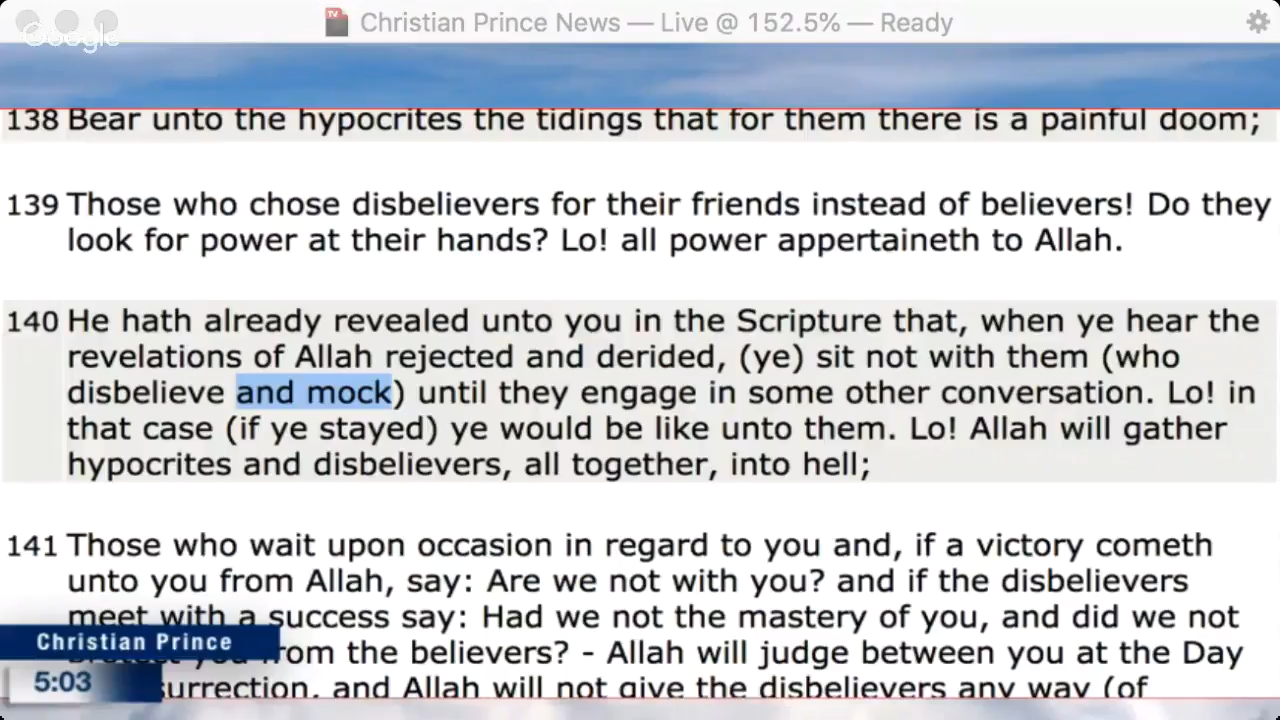 Christian Prince News — Live @ 152.5% — Ready
Google
138 Bear unto the hypocrites the tidings that for them there is a painful doom;
139 Those who chose disbelievers for their friends instead of believers! Do they
look for power at their hands? Lo! all power appertaineth to Allah.
140 He hath already revealed unto you in the Scripture that, when ye hear the
revelations of Allah rejected and derided, (ye) sit not with them (who
disbelieve and mock) until they engage in some other conversation. Lo! in
that case (if ye stayed) ye would be like unto them. Lo! Allah will gather
hypocrites and disbelievers, all together, into hell;
141 Those who wait upon occasion in regard to you and, if a victory cometh
unto you from Allah, say: Are we not with you? and if the disbelievers
meet with a success say: Had we not the mastery of you, and did we not
you from the believers? - Allah will judge between you at the Day
surrection, and Allah will not give the disbelievers any way (of
Christian Prince
5:03